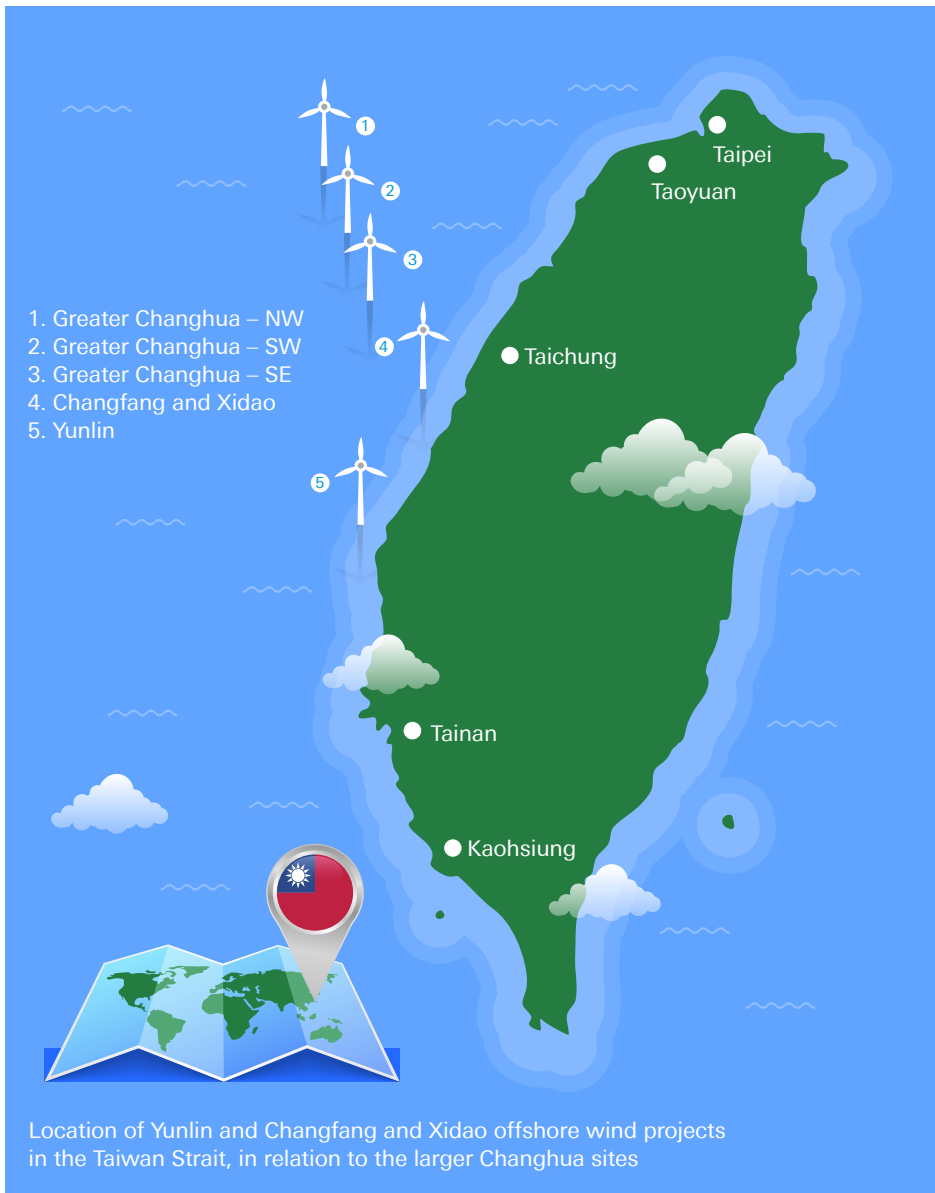 1
2
3
4
5
Taipei
Taoyuan
1. Greater Changhua – NW
2. Greater Changhua – SW
3. Greater Changhua – SE
4. Changfang and Xidao
5. Yunlin
Taichung
Tainan
Kaohsiung
Location of Yunlin and Changfang and Xidao offshore wind projects
in the Taiwan Strait, in relation to the larger Changhua sites